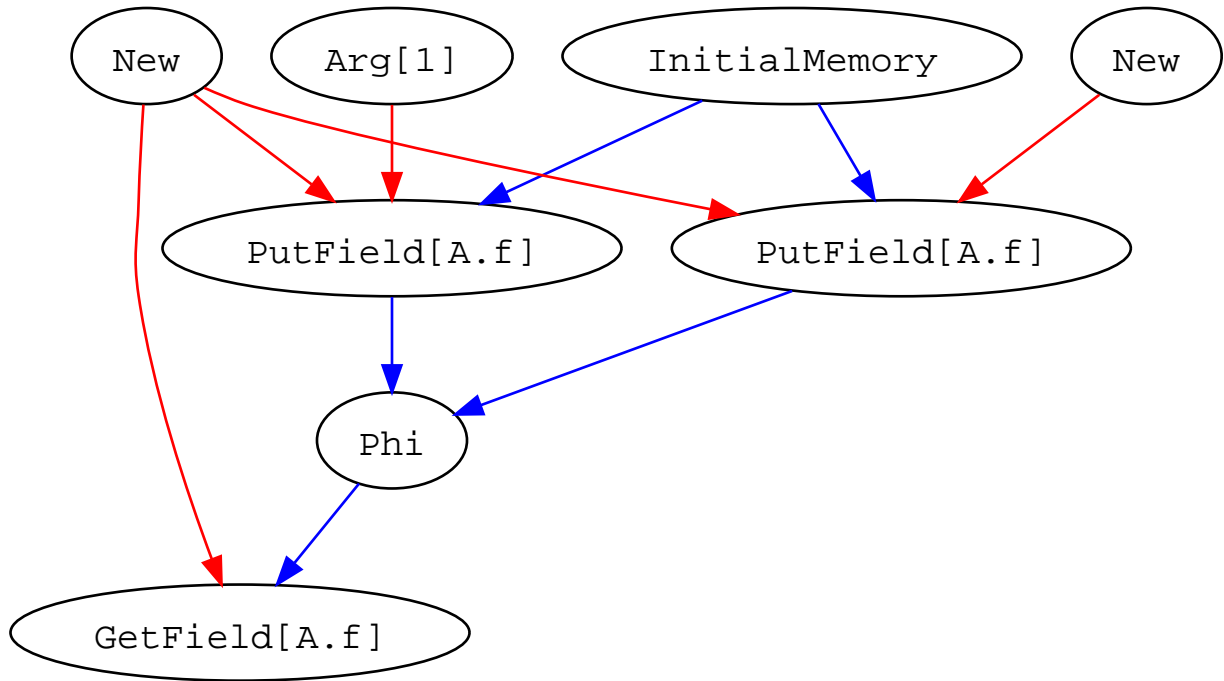 New
Arg[1]
InitialMemory
New
PutField[A.f]
PutField[A.f]
Phi
GetField[A.f]